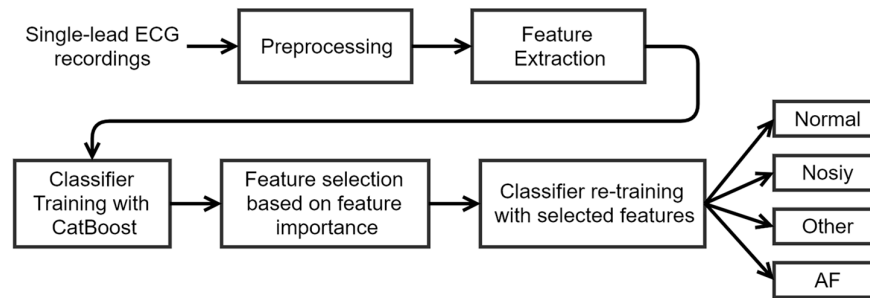 Single-lead ECG
recordings
Preprocessing
Feature
Extraction
Classifier
Training with
CatBoost
Feature selection
based on feature
importance
Classifier re-training
with selected features
Normal
Nosiy
Other
AF